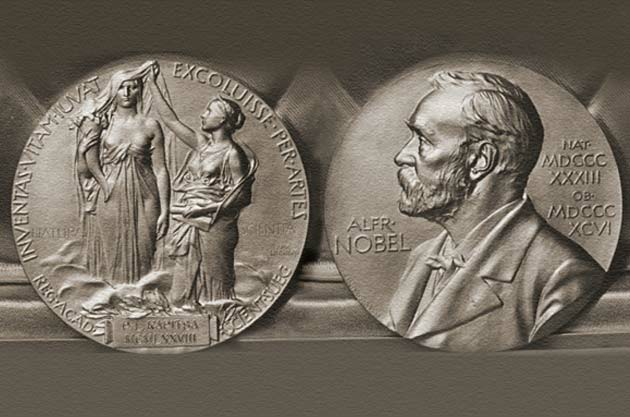 INVENTAS·VITAM·IUVAT
EXCOLUISSE·PER·ARTES
NATURA
SCIENTIA
REG·ACAD·
SCIENT·SUEC·
P·L·KAPITSA
MCMLXXVIII
ALFR·
NOBEL
NAT·
MDCCC
XXXIII
OB·
MDCCC
XCVI